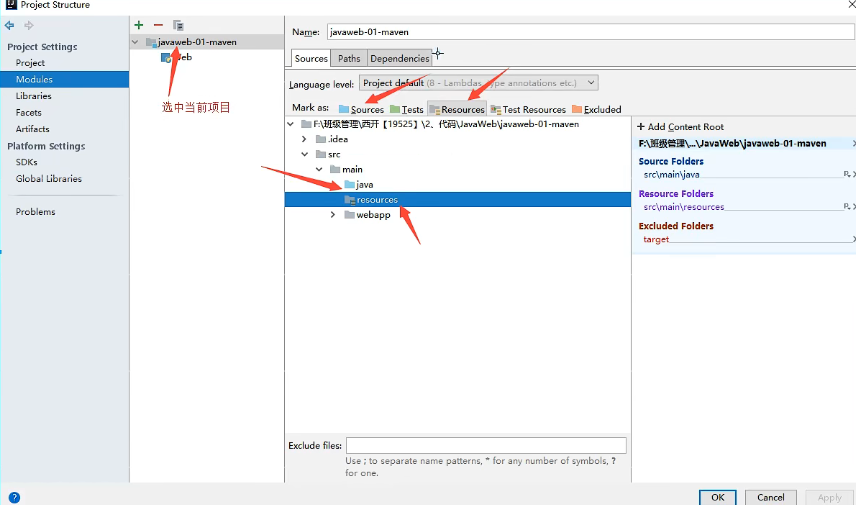 Project Structure
Project Settings
Project
Modules
Libraries
Facets
Artifacts
Platform Settings
SDKs
Global Libraries
Problems
javaweb-01-maven
选中当前项目
Name: javaweb-01-maven
Sources Paths Dependencies
Language level: Project default (8 - Lambdas, type annotations etc.)
Mark as: Sources Tests Resources Test Resources Excluded
F:\班级管理\西开【19525】\2、代码\JavaWeb\javaweb-01-maven
.idea
src
main
java
resources
webapp
+ Add Content Root
F:\班级管理\...\JavaWeb\javaweb-01-maven
Source Folders
src\main\java
Resource Folders
src\main\resources
Excluded Folders
target
Exclude files:
Use ; to separate name patterns, * for any number of symbols, ?
for one.
? OK Cancel Apply